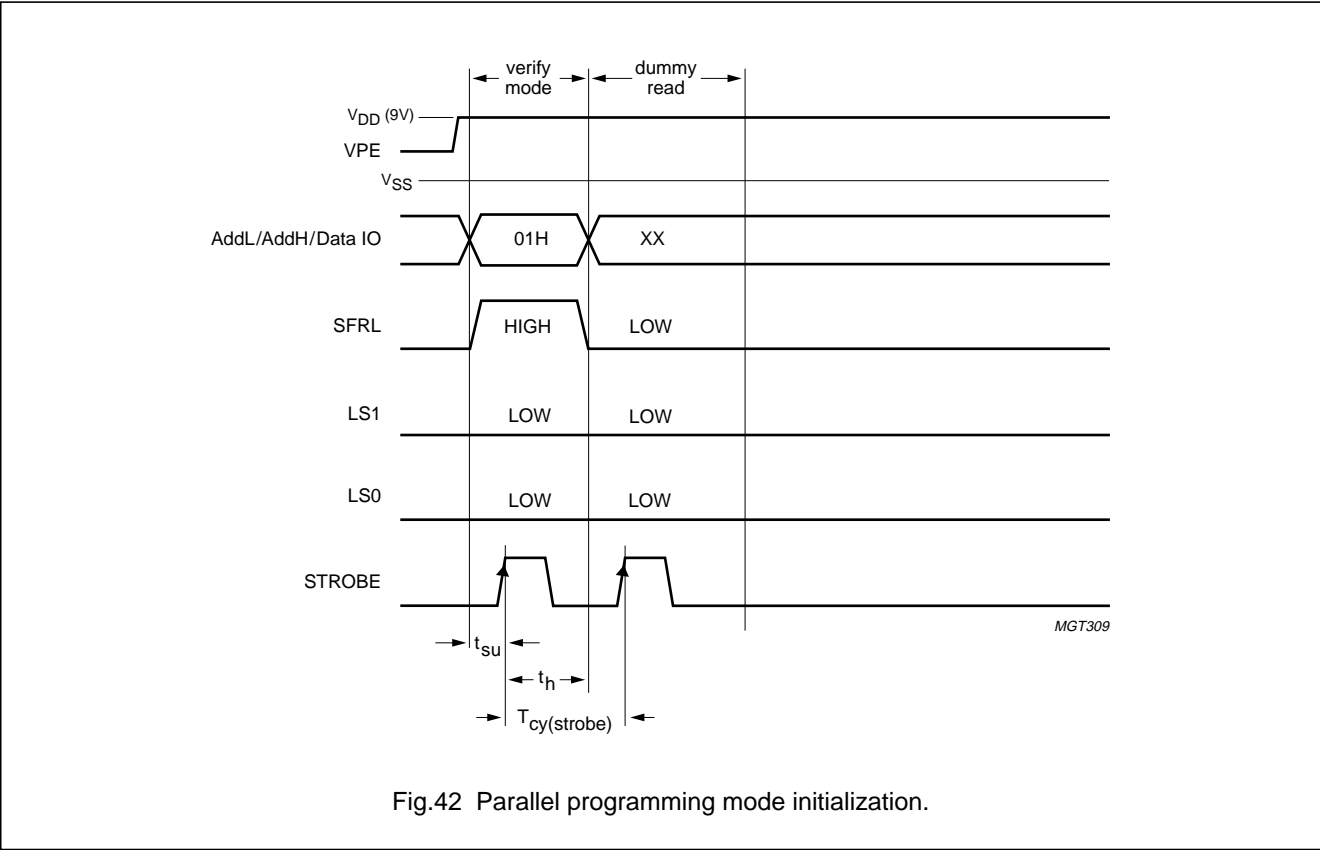 verify
mode
dummy
read
VDD (9V)
VPE
VSS
AddL/AddH/Data IO
01H
XX
SFRL
HIGH
LOW
LS1
LOW
LOW
LS0
LOW
LOW
STROBE
MGT309
tsu
th
Tcy(strobe)
Fig.42 Parallel programming mode initialization.